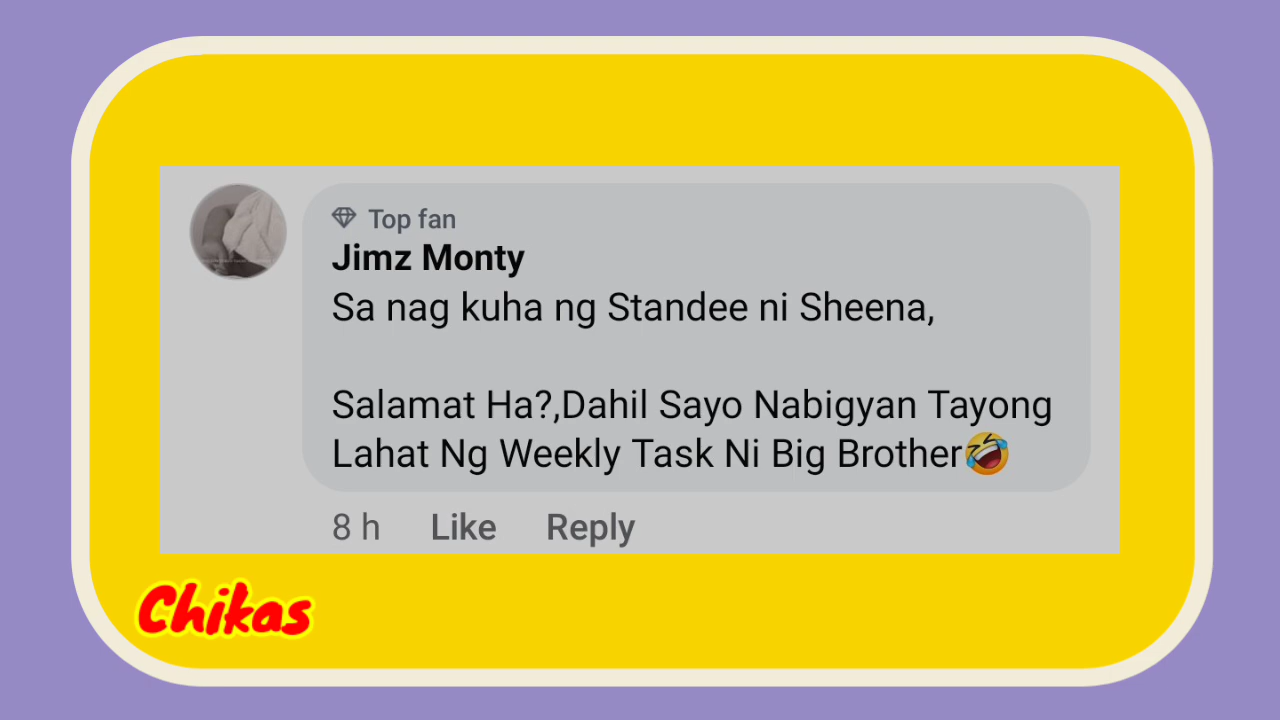 Top fan
Jimz Monty
Sa nag kuha ng Standee ni Sheena,
Salamat Ha?,Dahil Sayo Nabigyan Tayong
Lahat Ng Weekly Task Ni Big Brother🤣
8 h Like Reply
Chikas